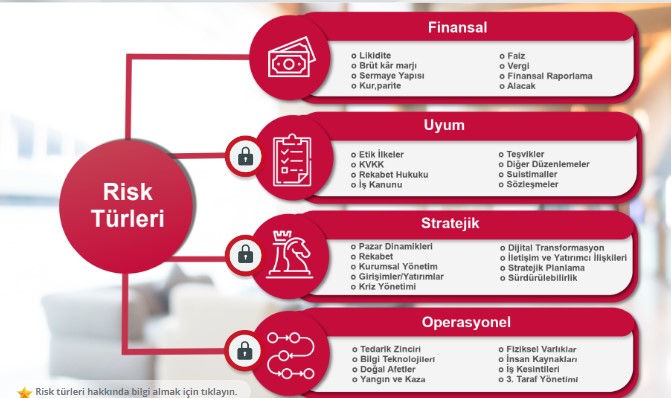 Risk
Türleri
Finansal
o Likidite
o Brüt kâr marjı
o Sermaye Yapısı
o Kur,parite
o Faiz
o Vergi
o Finansal Raporlama
o Alacak
Uyum
o Etik İlkeler
o KVKK
o Rekabet Hukuku
o İş Kanunu
o Teşvikler
o Diğer Düzenlemeler
o Suistimaller
o Sözleşmeler
Stratejik
o Pazar Dinamikleri
o Rekabet
o Kurumsal Yönetim
o Girişimler/Yatırımlar
o Kriz Yönetimi
o Dijital Transformasyon
o İletişim ve Yatırımcı İlişkileri
o Stratejik Planlama
o Sürdürülebilirlik
Operasyonel
o Tedarik Zinciri
o Bilgi Teknolojileri
o Doğal Afetler
o Yangın ve Kaza
o Fiziksel Varlıklar
o İnsan Kaynakları
o İş Kesintileri
o 3. Taraf Yönetimi
Risk türleri hakkında bilgi almak için tıklayın.